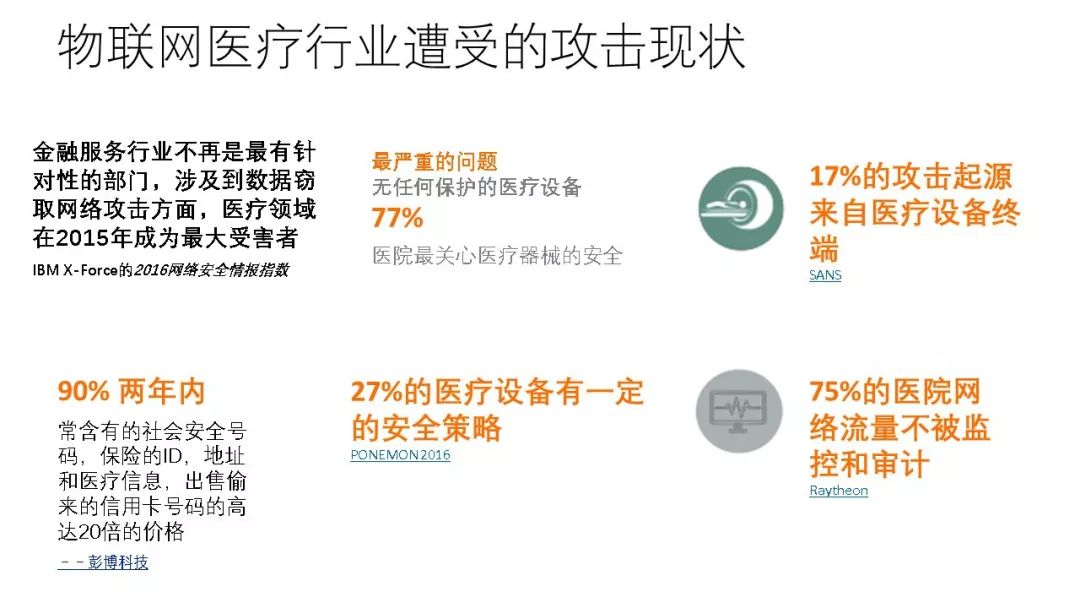 物联网医疗行业遭受的攻击现状
金融服务行业不再是最有针
对性的部门，涉及到数据窃
取网络攻击方面，医疗领域
在2015年成为最大受害者
IBM X-Force的2016网络安全情报指数
最严重的问题
无任何保护的医疗设备
77%
医院最关心医疗器械的安全
17%的攻击起源
来自医疗设备终
端
SANS
90% 两年内
常含有的社会安全号
码，保险的ID，地址
和医疗信息，出售偷
来的信用卡号码的高
达20倍的价格
－－彭博科技
27%的医疗设备有一定
的安全策略
PONEMON 2016
75%的医院网
络流量不被监
控和审计
Raytheon